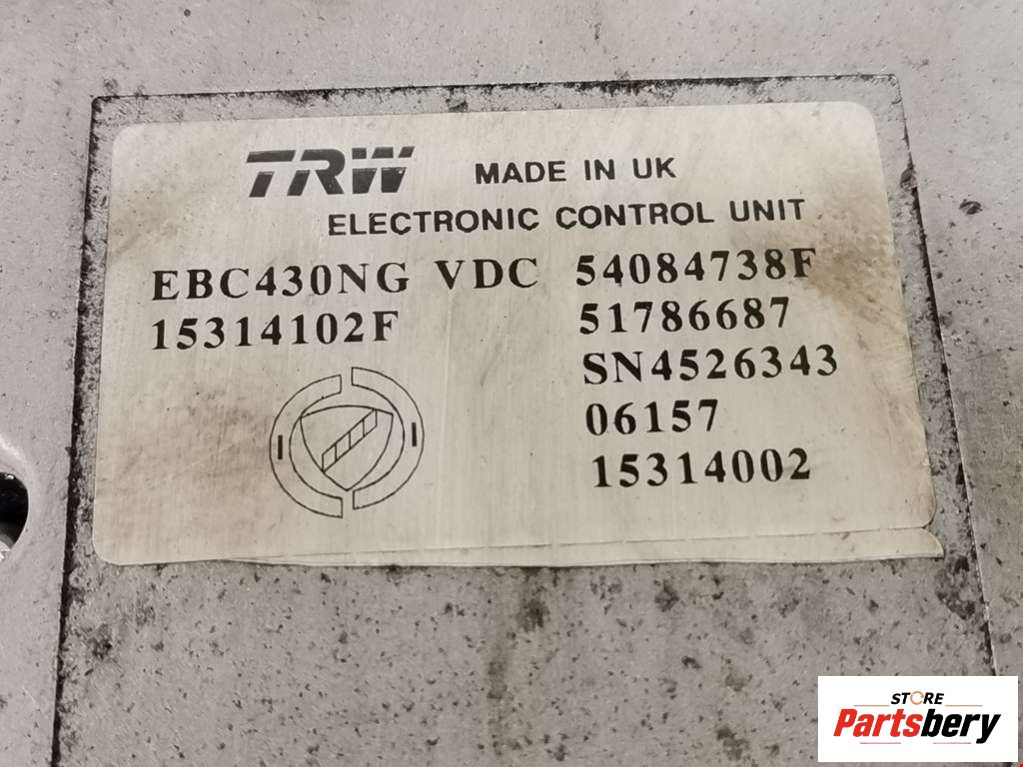 TRW MADE IN UK
ELECTRONIC CONTROL UNIT
EBC430NG VDC 54084738F
15314102F 51786687
SN4526343
06157
15314002
STORE
Partsbery